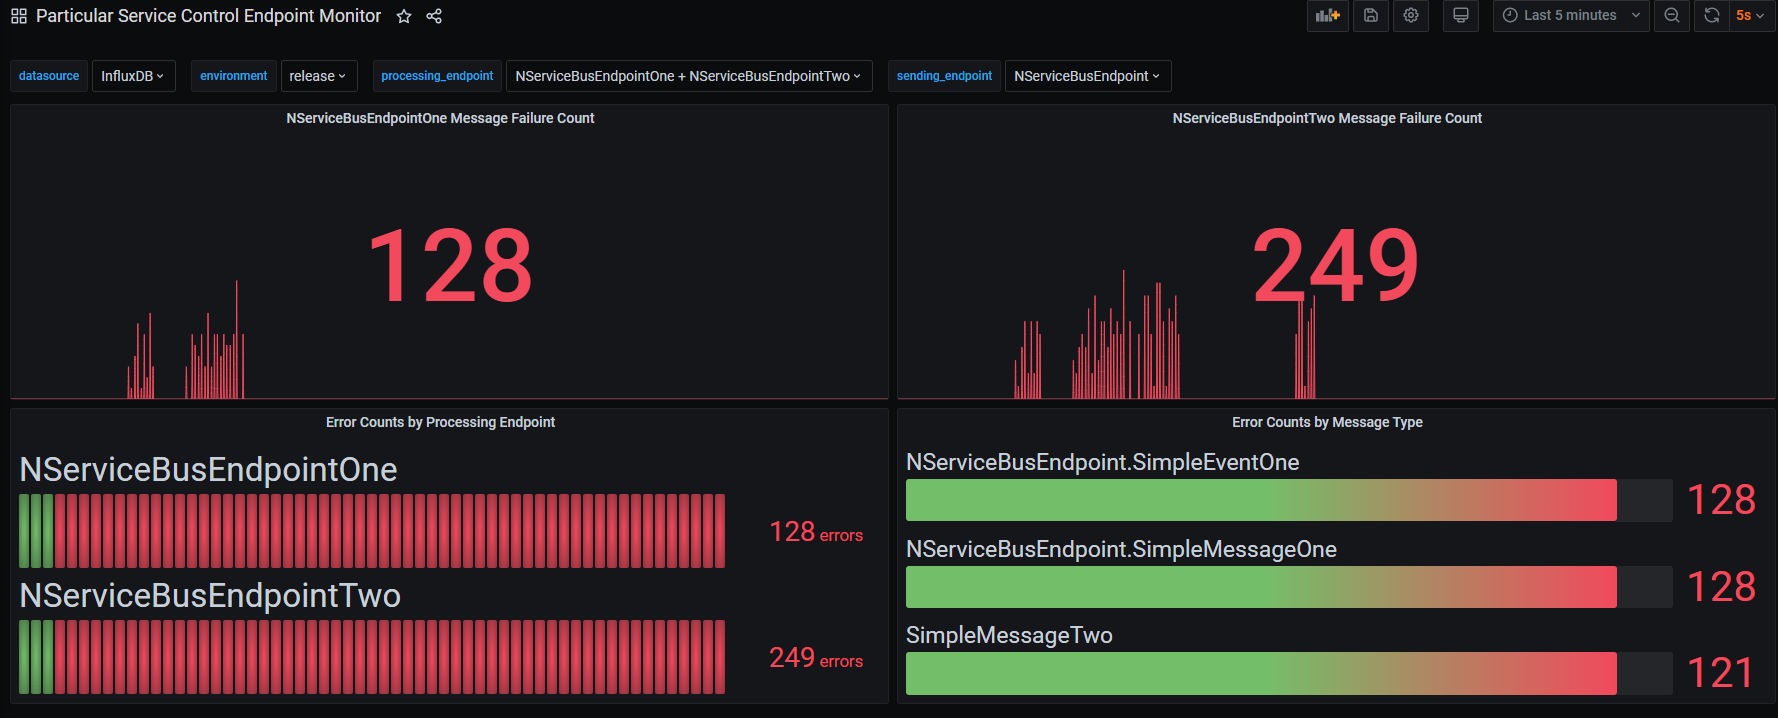 Particular Service Control Endpoint Monitor
Last 5 minutes
5s
datasource InfluxDB environment release processing_endpoint NServiceBusEndpointOne + NServiceBusEndpointTwo sending_endpoint NServiceBusEndpoint
NServiceBusEndpointOne Message Failure Count
128
NServiceBusEndpointTwo Message Failure Count
249
Error Counts by Processing Endpoint
NServiceBusEndpointOne
128 errors
NServiceBusEndpointTwo
249 errors
Error Counts by Message Type
NServiceBusEndpoint.SimpleEventOne
128
NServiceBusEndpoint.SimpleMessageOne
128
SimpleMessageTwo
121